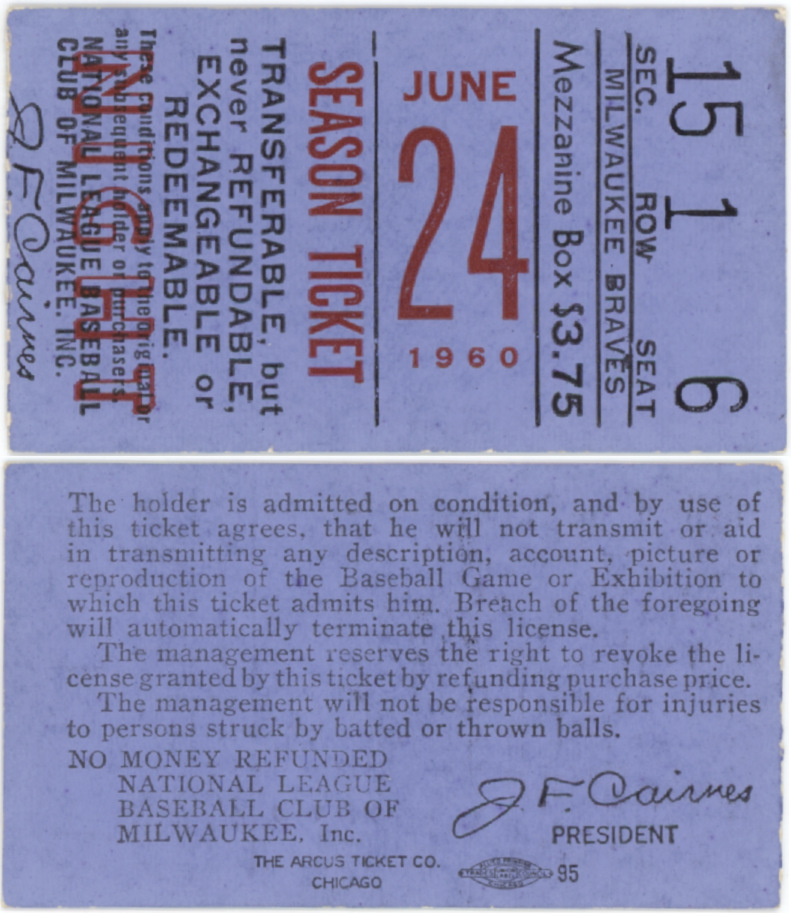 15 1 6
SEC. ROW SEAT
MILWAUKEE BRAVES
Mezzanine Box $3.75
JUNE
24
1960
SEASON TICKET
TRANSFERABLE, but
never REFUNDABLE,
EXCHANGEABLE or
REDEEMABLE.
These conditions apply to the original or
any subsequent holder or purchasers.
NATIONAL LEAGUE BASEBALL
CLUB OF MILWAUKEE, INC.
NIGHT
J F. Cairnes
The holder is admitted on condition, and by use of
this ticket agrees, that he will not transmit or aid
in transmitting any description, account, picture or
reproduction of the Baseball Game or Exhibition to
which this ticket admits him. Breach of the foregoing
will automatically terminate this license.
The management reserves the right to revoke the li-
cense granted by this ticket by refunding purchase price.
The management will not be responsible for injuries
to persons struck by batted or thrown balls.
NO MONEY REFUNDED
NATIONAL LEAGUE
BASEBALL CLUB OF
MILWAUKEE, Inc.
J F. Cairnes
PRESIDENT
THE ARCUS TICKET CO.
CHICAGO
95